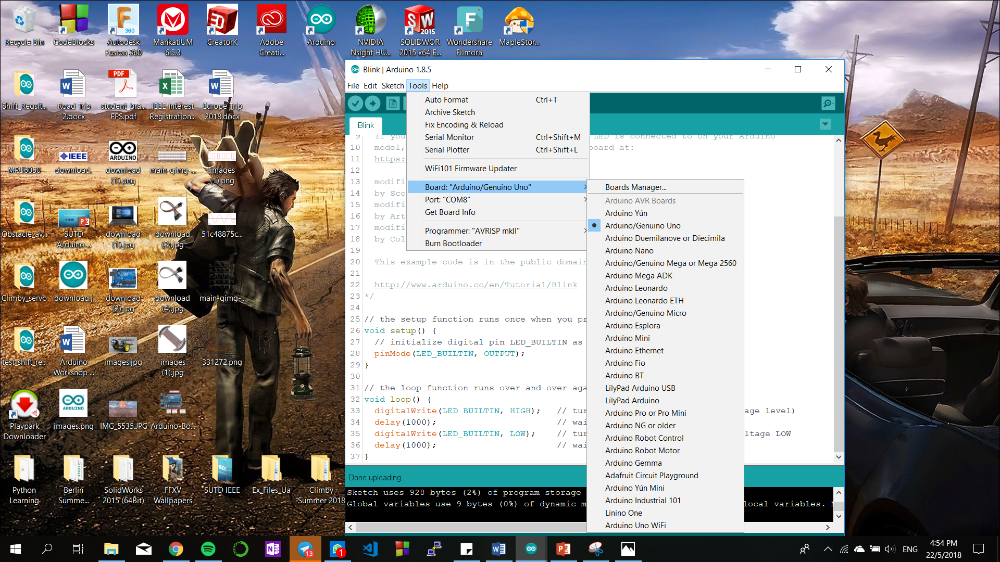 Recycle Bin
CodeBlocks
Autodesk
Fusion 360
MankatiUM
6.5.3
CreatorK
Adobe
Creati...
Arduino
NVIDIA
Nsight HU...
SOLIDWOR
2015 x64 E...
Wondershare
Filmora
MapleStor...
Shift_Regsit...
Road Trip
2.docx
student_bra...
EPS.pdf
IEEE Interest
Registration...
Europe Trip
2018.docx
MPU6050
download.
download
(1).png
main-qimg-...
images
(1).png
Obstacle_av...
SUTD
Arduino ...
download
(1).jpg
download
(3).jpg
51c48875c...
Climby_servo
download.j
download
(2).jpg
download
(4).jpg
main-qimg-...
test_shift_re...
Arduino
Workshop ...
images.jpg
images
(1).jpg
331272.png
Playpark
Downloader
images.png
IMG_5535.JPG
Arduino-Bo...
Python
Learning
Berlin
Summe...
SolidWorks
2015 (64Bit)
FFXV
Wallpapers
SUTD IEEE
Ex_Files_Ua
Climby
Summer 2018
Blink | Arduino 1.8.5
File Edit Sketch Tools Help
Blink
Auto Format Ctrl+T
Archive Sketch
Fix Encoding & Reload
Serial Monitor Ctrl+Shift+M
Serial Plotter Ctrl+Shift+L
WiFi101 Firmware Updater
Board: "Arduino/Genuino Uno"
Port: "COM8"
Get Board Info
Programmer: "AVRISP mkII"
Burn Bootloader
Boards Manager...
Arduino AVR Boards
Arduino Yún
Arduino/Genuino Uno
Arduino Duemilanove or Diecimila
Arduino Nano
Arduino/Genuino Mega or Mega 2560
Arduino Mega ADK
Arduino Leonardo
Arduino Leonardo ETH
Arduino/Genuino Micro
Arduino Esplora
Arduino Mini
Arduino Ethernet
Arduino Fio
Arduino BT
LilyPad Arduino USB
LilyPad Arduino
Arduino Pro or Pro Mini
Arduino NG or older
Arduino Robot Control
Arduino Robot Motor
Arduino Gemma
Adafruit Circuit Playground
Arduino Yún Mini
Arduino Industrial 101
Linino One
Arduino Uno WiFi
9 If you LED is connected to on your Arduino
10 model, board at:
11 https:
12
13 modifi
14 by Sco
15 modifi
16 by Art
17 modifi
18 by Col
19
20 This example code is in the public domain
21
22 http://www.arduino.cc/en/Tutorial/Blink
23 */
24
25 // the setup function runs once when you pr
26 void setup() {
27 // initialize digital pin LED_BUILTIN as
28 pinMode(LED_BUILTIN, OUTPUT);
29 }
30
31 // the loop function runs over and over aga
32 void loop() {
33 digitalWrite(LED_BUILTIN, HIGH); // tur age level)
34 delay(1000); // wai
35 digitalWrite(LED_BUILTIN, LOW); // tur ltage LOW
36 delay(1000); // wai
37 }
Done uploading.
Sketch uses 928 bytes (2%) of program storage
Global variables use 9 bytes (0%) of dynamic m local variables. M
13
1
ENG
4:54 PM
22/5/2018